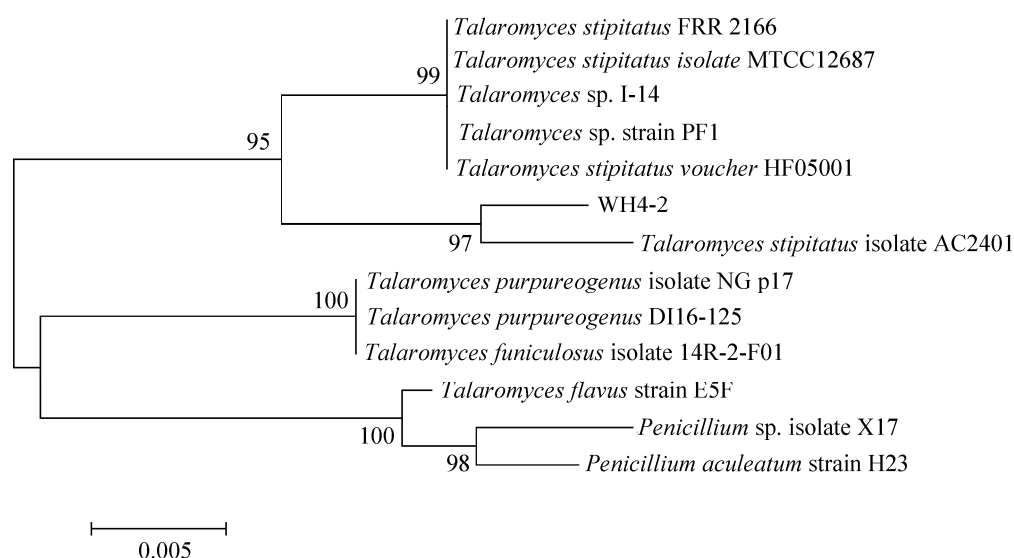 Talaromyces stipitatus FRR 2166
Talaromyces stipitatus isolate MTCC12687
99
Talaromyces sp. I-14
Talaromyces sp. strain PF1
95
Talaromyces stipitatus voucher HF05001
WH4-2
97
Talaromyces stipitatus isolate AC2401
Talaromyces purpureogenus isolate NG p17
100
Talaromyces purpureogenus DI16-125
Talaromyces funiculosus isolate 14R-2-F01
Talaromyces flavus strain E5F
100
Penicillium sp. isolate X17
98
Penicillium aculeatum strain H23
0.005